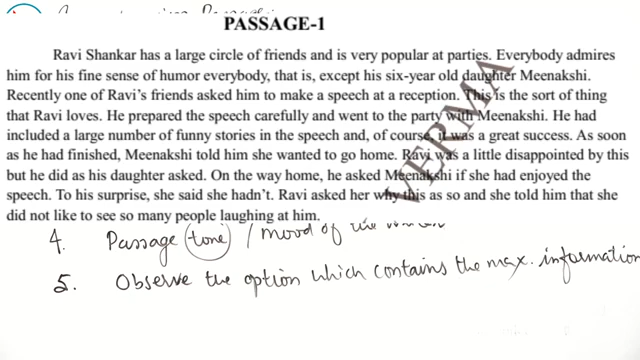 PASSAGE-1
Ravi Shankar has a large circle of friends and is very popular at parties. Everybody admires
him for his fine sense of humor everybody, that is, except his six-year old daughter Meenakshi.
Recently one of Ravi's friends asked him to make a speech at a reception. This is the sort of thing
that Ravi loves. He prepared the speech carefully and went to the party with Meenakshi. He had
included a large number of funny stories in the speech and, of course, it was a great success. As soon
as he had finished, Meenakshi told him she wanted to go home. Ravi was a little disappointed by this
but he did as his daughter asked. On the way home, he asked Meenakshi if she had enjoyed the
speech. To his surprise, she said she hadn't. Ravi asked her why this as so and she told him that she
did not like to see so many people laughing at him.
VERMA
4. Passage (tone) / mood of the
5. Observe the option which contains the max. information